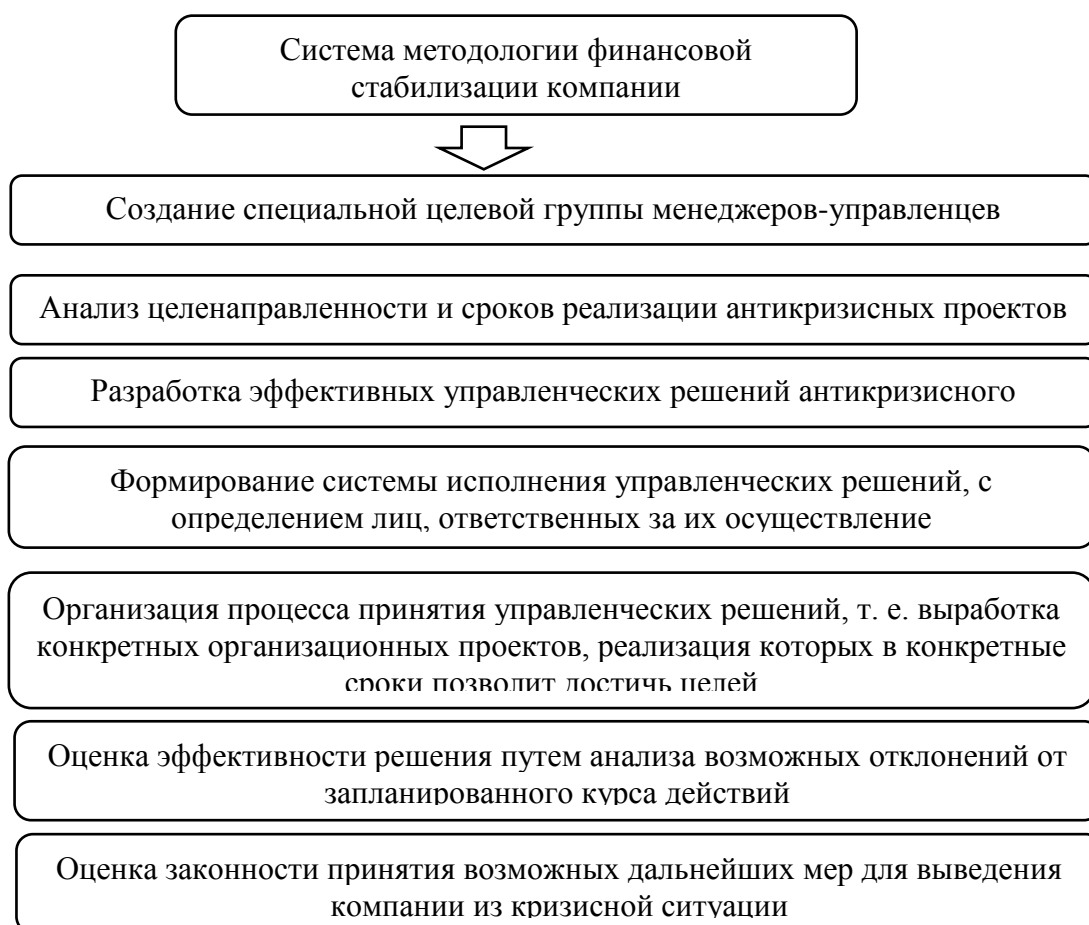 Система методологии финансовой
стабилизации компании
Создание специальной целевой группы менеджеров-управленцев
Анализ целенаправленности и сроков реализации антикризисных проектов
Разработка эффективных управленческих решений антикризисного
Формирование системы исполнения управленческих решений, с
определением лиц, ответственных за их осуществление
Организация процесса принятия управленческих решений, т. е. выработка
конкретных организационных проектов, реализация которых в конкретные
сроки позволит достичь целей
Оценка эффективности решения путем анализа возможных отклонений от
запланированного курса действий
Оценка законности принятия возможных дальнейших мер для выведения
компании из кризисной ситуации